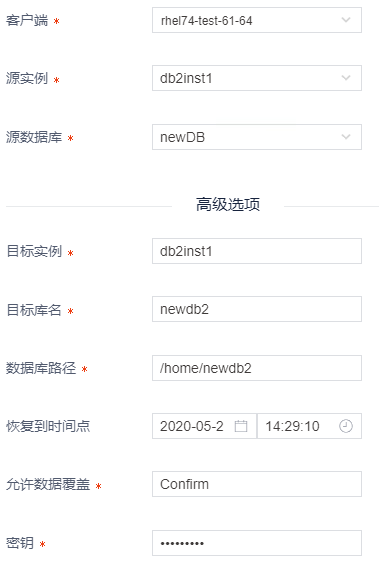 客户端 * rhel74-test-61-64
源实例 * db2inst1
源数据库 * newDB
高级选项
目标实例 * db2inst1
目标库名 * newdb2
数据库路径 * /home/newdb2
恢复到时间点 2020-05-2 14:29:10
允许数据覆盖 * Confirm
密钥 * •••••••••